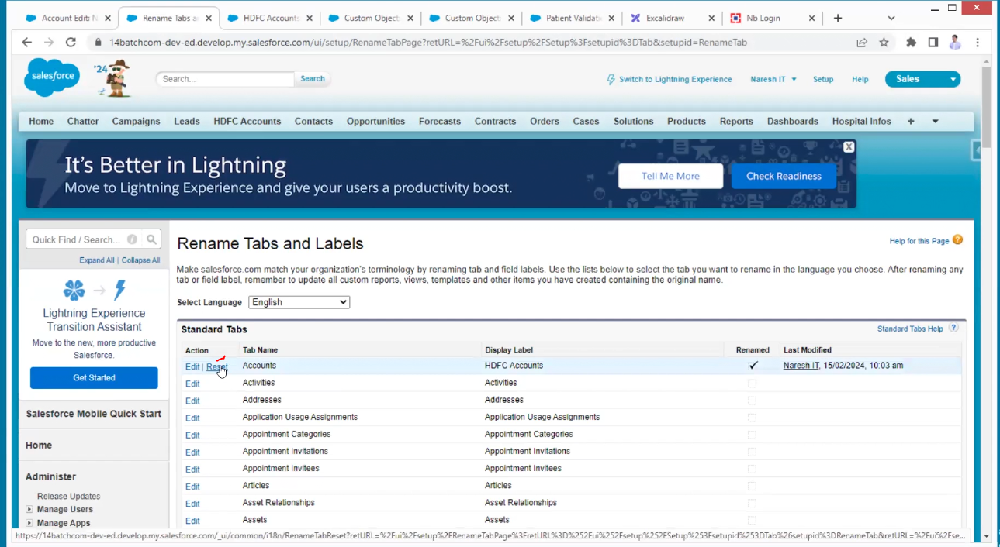 Account Edit: N
Rename Tabs a
HDFC Accounts
Custom Object
Custom Object
Patient Validati
Excalidraw
Nb Login
14batchcom-dev-ed.develop.my.salesforce.com/ui/setup/RenameTabPage?retURL=%2Fui%2Fsetup%2FSetup%3Fsetupid%3DTab&setupid=RenameTab
salesforce
'24
Search...
Search
Switch to Lightning Experience
Naresh IT
Setup
Help
Sales
Home
Chatter
Campaigns
Leads
HDFC Accounts
Contacts
Opportunities
Forecasts
Contracts
Orders
Cases
Solutions
Products
Reports
Dashboards
Hospital Infos
It's Better in Lightning
Move to Lightning Experience and give your users a productivity boost.
Tell Me More
Check Readiness
X
Quick Find / Search...
Expand All | Collapse All
Lightning Experience
Transition Assistant
Move to the new, more productive
Salesforce.
Get Started
Salesforce Mobile Quick Start
Home
Administer
Release Updates
Manage Users
Manage Apps
Rename Tabs and Labels
Help for this Page
Make salesforce.com match your organization's terminology by renaming tab and field labels. Use the lists below to select the tab you want to rename in the language you choose. After renaming any
tab or field label, remember to update all custom reports, views, templates and other items you have created containing the original name.
Select Language English
Standard Tabs
Standard Tabs Help ?
Action Tab Name Display Label Renamed Last Modified
Edit | Reset Accounts HDFC Accounts ✓ Naresh IT, 15/02/2024, 10:03 am
Edit Activities Activities
Edit Addresses Addresses
Edit Application Usage Assignments Application Usage Assignments
Edit Appointment Categories Appointment Categories
Edit Appointment Invitations Appointment Invitations
Edit Appointment Invitees Appointment Invitees
Edit Articles Articles
Edit Asset Relationships Asset Relationships
Edit Assets Assets
https://14batchcom-dev-ed.develop.my.salesforce.com/_ui/common/i18n/RenameTabReset?retURL=%2Fui%2Fsetup%2FRenameTabPage%3FretURL%3D%252Fui%252Fsetup%252FSetup%253Fsetupid%253DTab%26setupid%3DRenameTab&retURL=%2Fui%2Fse...